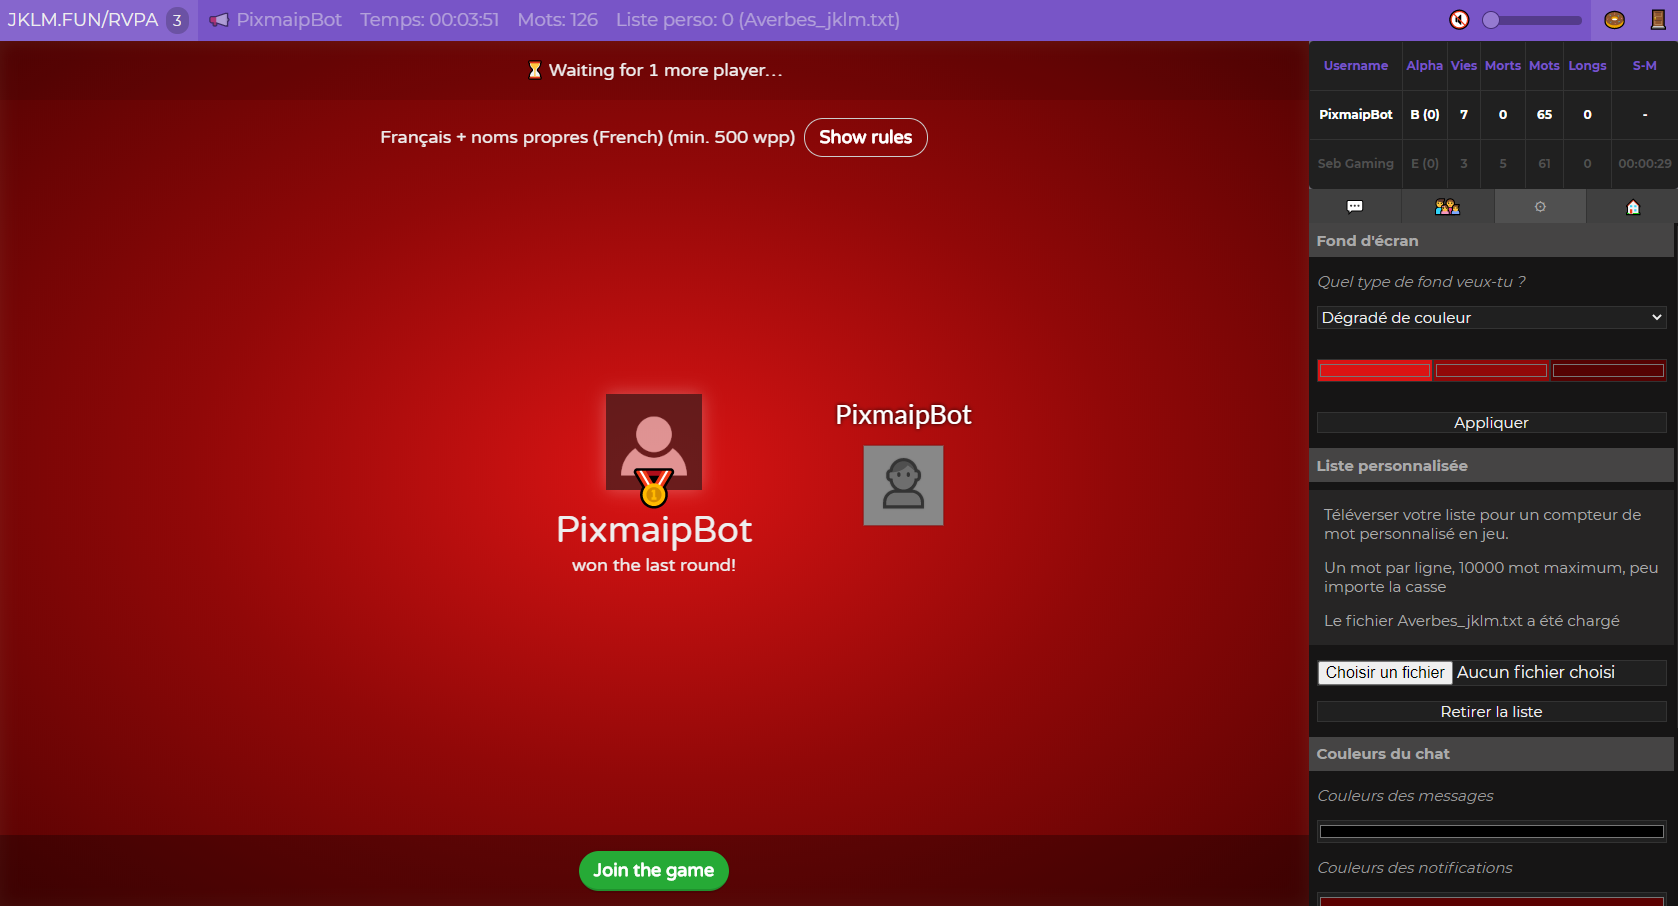 JKLM.FUN/RVPA 3 PixmaipBot Temps: 00:03:51 Mots: 126 Liste perso: 0 (Averbes_jklm.txt)
Waiting for 1 more player…
Français + noms propres (French) (min. 500 wpp) Show rules
PixmaipBot
1
PixmaipBot
won the last round!
Join the game
Username Alpha Vies Morts Mots Longs S-M
PixmaipBot B (0) 7 0 65 0 -
Seb Gaming E (0) 3 5 61 0 00:00:29
Fond d'écran
Quel type de fond veux-tu ?
Dégradé de couleur
Appliquer
Liste personnalisée
Téléverser votre liste pour un compteur de
mot personnalisé en jeu.
Un mot par ligne, 10000 mot maximum, peu
importe la casse
Le fichier Averbes_jklm.txt a été chargé
Choisir un fichier Aucun fichier choisi
Retirer la liste
Couleurs du chat
Couleurs des messages
Couleurs des notifications